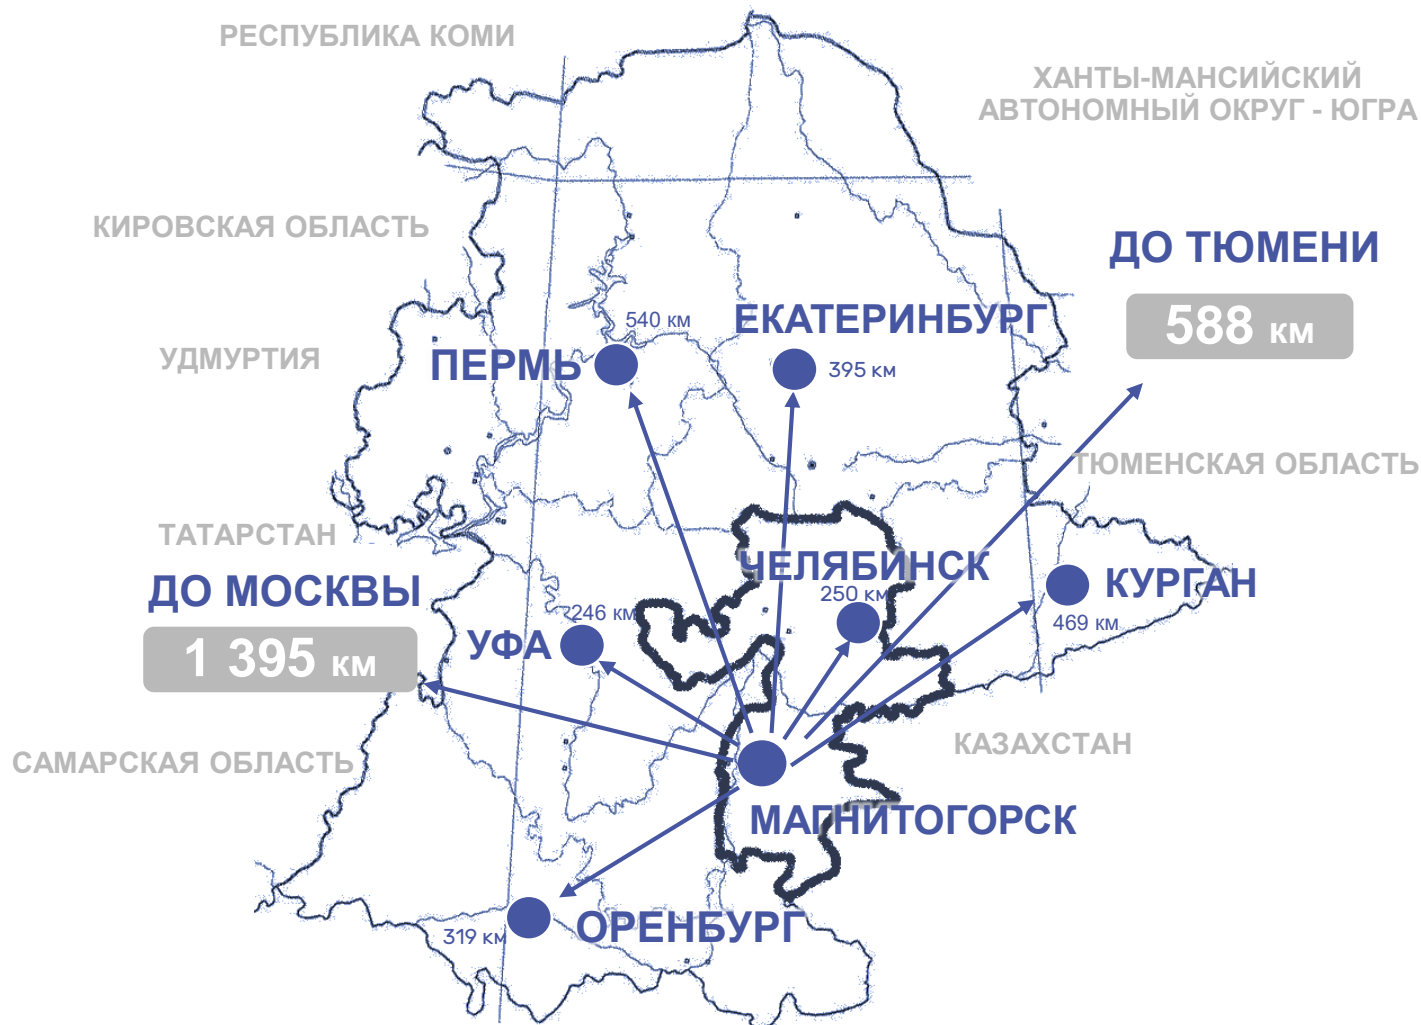 РЕСПУБЛИКА КОМИ
ХАНТЫ-МАНСИЙСКИЙ
АВТОНОМНЫЙ ОКРУГ - ЮГРА
КИРОВСКАЯ ОБЛАСТЬ
ДО ТЮМЕНИ
588 км
540 км
ЕКАТЕРИНБУРГ
УДМУРТИЯ
ПЕРМЬ
395 км
ТЮМЕНСКАЯ ОБЛАСТЬ
ТАТАРСТАН
ДО МОСКВЫ
1 395 км
ЧЕЛЯБИНСК
250 км
КУРГАН
469 км
246 км
УФА
САМАРСКАЯ ОБЛАСТЬ
КАЗАХСТАН
МАГНИТОГОРСК
ОРЕНБУРГ
319 км